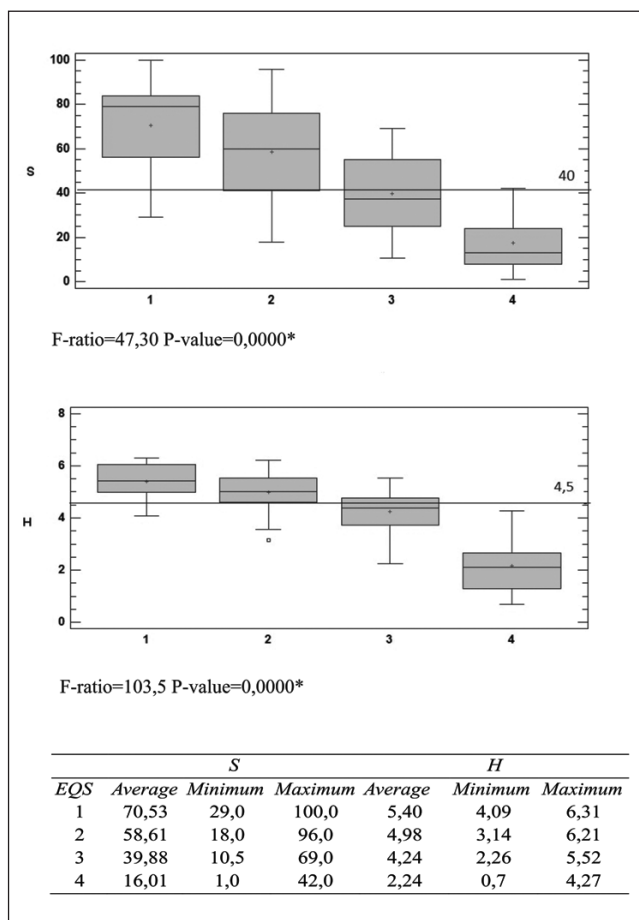 100
80
60
S
40
40
20
0
1 2 3 4
F-ratio=47,30 P-value=0,0000*
8
6
4,5
4
H
2
0
1 2 3 4
F-ratio=103,5 P-value=0,0000*
S H
EQS Average Minimum Maximum Average Minimum Maximum
1 70,53 29,0 100,0 5,40 4,09 6,31
2 58,61 18,0 96,0 4,98 3,14 6,21
3 39,88 10,5 69,0 4,24 2,26 5,52
4 16,01 1,0 42,0 2,24 0,7 4,27